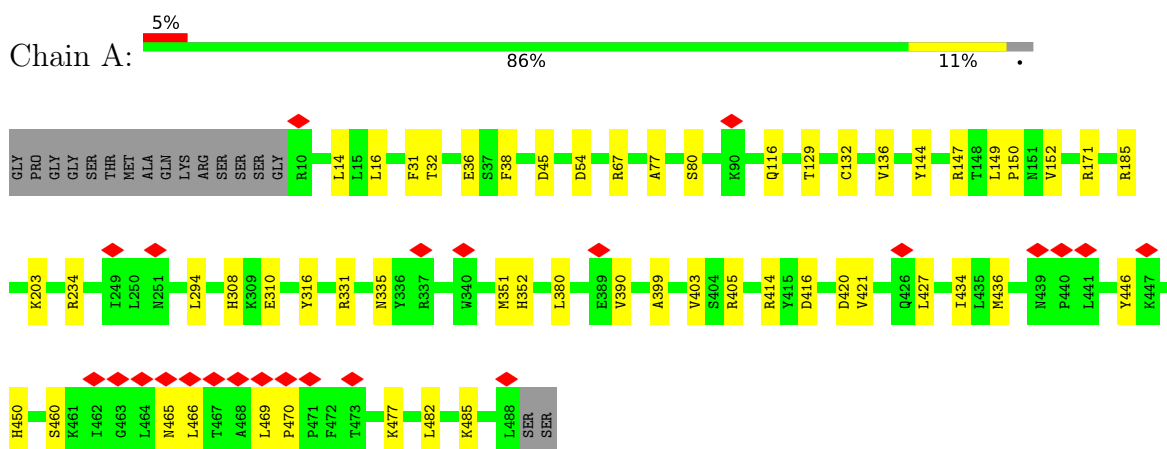 5%
Chain A:
86% 11% •
GLY PRO GLY GLY SER THR MET ALA GLN LYS ARG SER SER SER GLY R10 L14 L15 L16 F31 T32 E36 S37 F38 D45 D54 R67 A77 S80 K90 Q116 T129 C132 V136 Y144 R147 T148 L149 P150 N151 V152 R171 R185
K203 R234 I249 L250 N251 L294 H308 K309 E310 Y316 R331 N335 Y336 R337 W340 M351 H352 L380 E389 V390 A399 V403 S404 R405 R414 Y415 D416 D420 V421 Q426 L427 I434 L435 M436 N439 P440 L441 Y446 K447
H450 S460 K461 I462 G463 L464 N465 L466 T467 A468 L469 P470 P471 F472 T473 K477 L482 K485 L488 SER SER